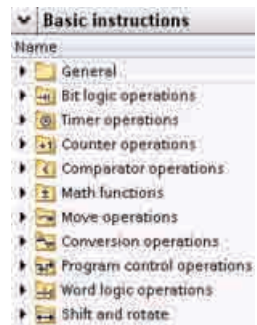 Basic instructions
Name
General
Bit logic operations
Timer operations
Counter operations
Comparator operations
Math functions
Move operations
Conversion operations
Program control operations
Word logic operations
Shift and rotate